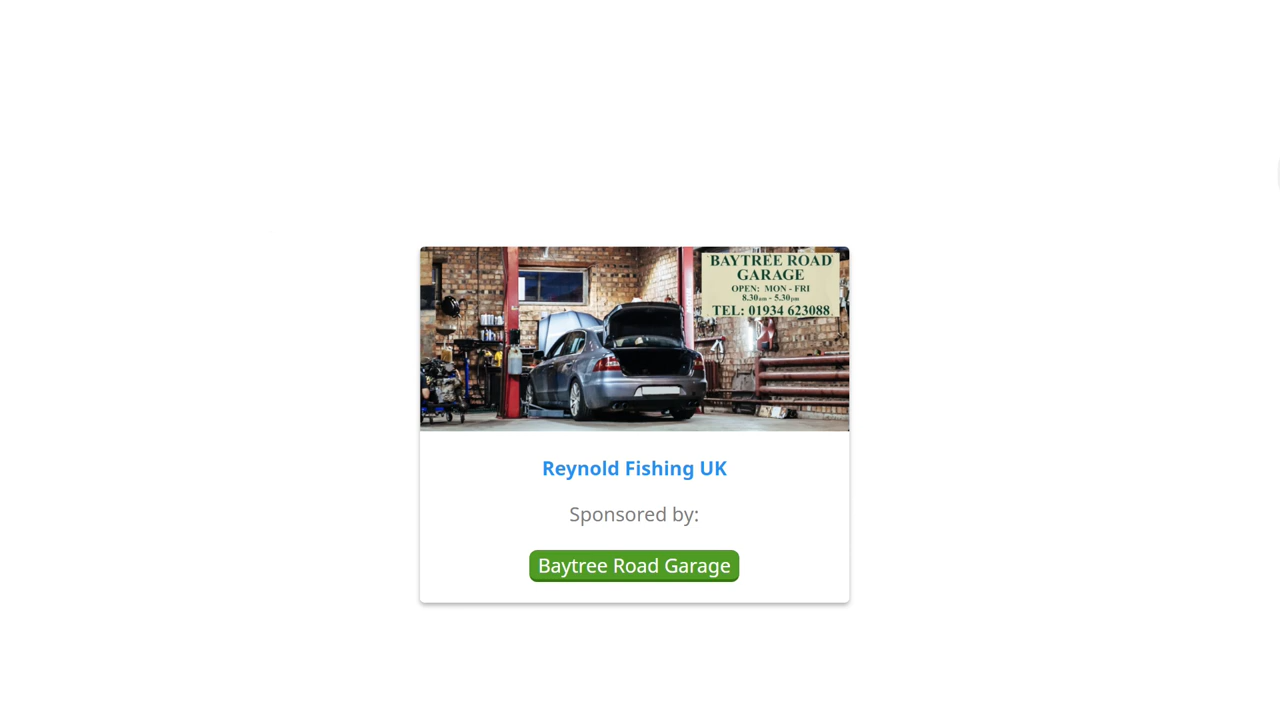 BAYTREE ROAD
GARAGE
OPEN: MON - FRI
8.30am - 5.30pm
TEL: 01934 623088
Reynold Fishing UK
Sponsored by:
Baytree Road Garage